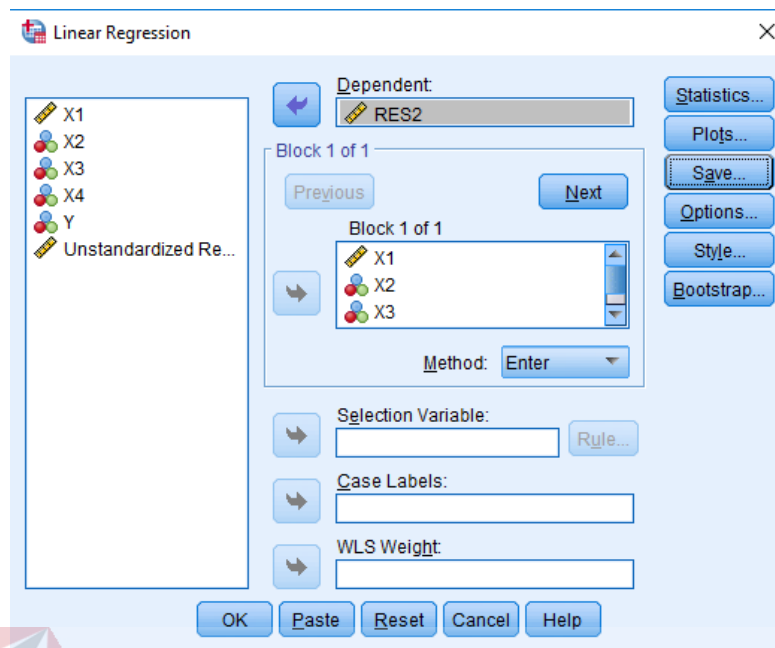 Linear Regression
X1
X2
X3
X4
Y
Unstandardized Re...
Dependent:
RES2
Block 1 of 1
Previous
Next
Block 1 of 1
X1
X2
X3
Method: Enter
Selection Variable:
Rule...
Case Labels:
WLS Weight:
Statistics...
Plots...
Save...
Options...
Style...
Bootstrap...
OK Paste Reset Cancel Help